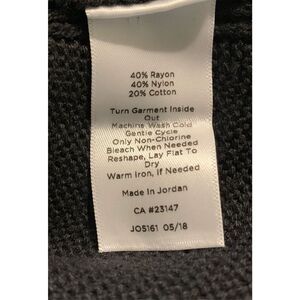 40% Rayon
40% Nylon
20% Cotton
Turn Garment Inside
Out
Machine Wash Cold
Gentle Cycle
Only Non-Chlorine
Bleach When Needed
Reshape, Lay Flat To
Dry
Warm Iron, If Needed
Made In Jordan
CA #23147
JO5161 05/18